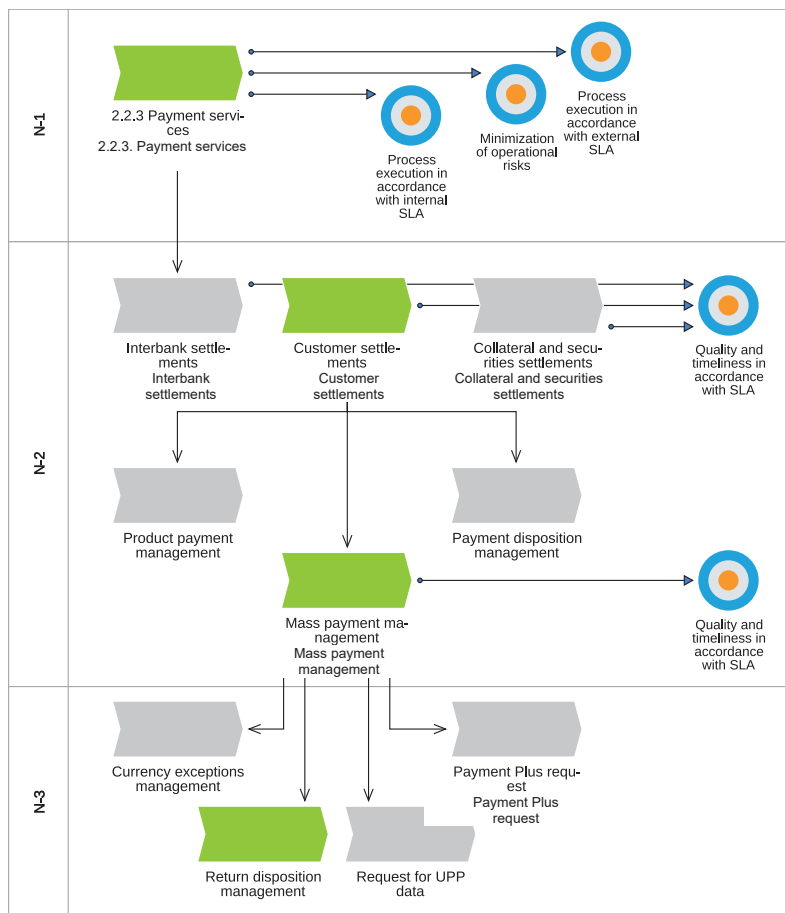 N-1
2.2.3 Payment servi-
ces
2.2.3. Payment services
Process
execution in
accordance
with internal
SLA
Minimization
of operational
risks
Process
execution in
accordance
with external
SLA
N-2
Interbank settle-
ments
Interbank
settlements
Customer settle-
ments
Customer
settlements
Collateral and secu-
rities settlements
Collateral and securities
settlements
Quality and
timeliness in
accordance
with SLA
Product payment
management
Payment disposition
management
Mass payment ma-
nagement
Mass payment
management
Quality and
timeliness in
accordance
with SLA
N-3
Currency exceptions
management
Payment Plus requ-
est
Payment Plus
request
Return disposition
management
Request for UPP
data